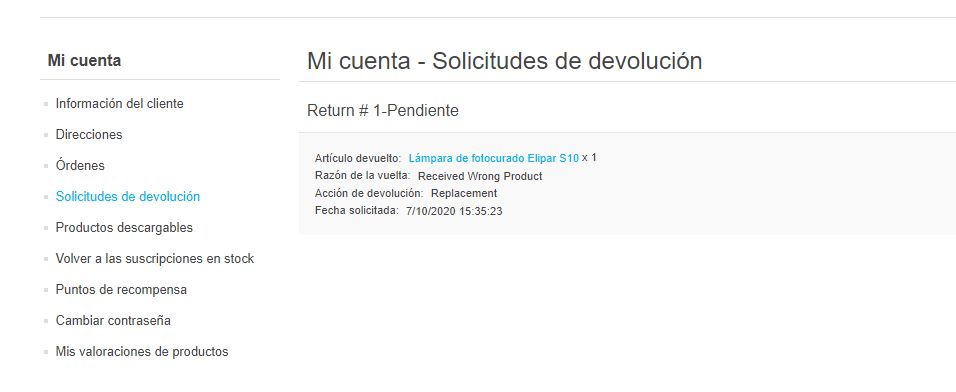 Mi cuenta
Información del cliente
Direcciones
Órdenes
Solicitudes de devolución
Productos descargables
Volver a las suscripciones en stock
Puntos de recompensa
Cambiar contraseña
Mis valoraciones de productos
Mi cuenta - Solicitudes de devolución
Return # 1-Pendiente
Artículo devuelto: Lámpara de fotocurado Elipar S10 x 1
Razón de la vuelta: Received Wrong Product
Acción de devolución: Replacement
Fecha solicitada: 7/10/2020 15:35:23